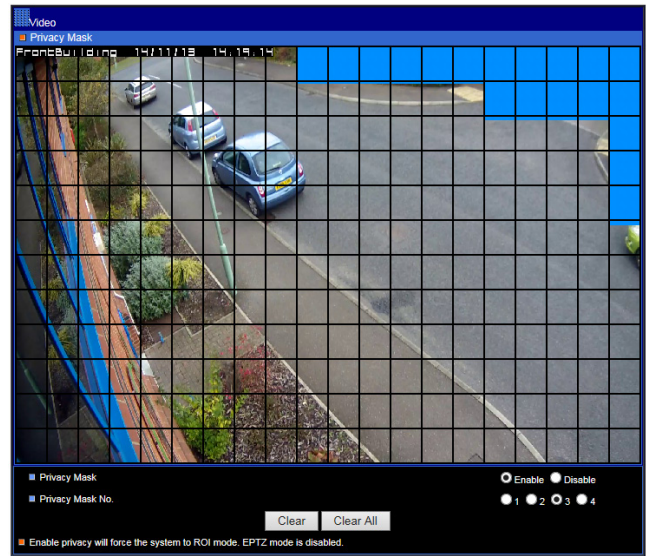 Video
Privacy Mask
FrontBuilding 14/11/13 14:19:14
Privacy Mask
Enable Disable
Privacy Mask No.
1 2 3 4
Clear Clear All
Enable privacy will force the system to ROI mode. EPTZ mode is disabled.